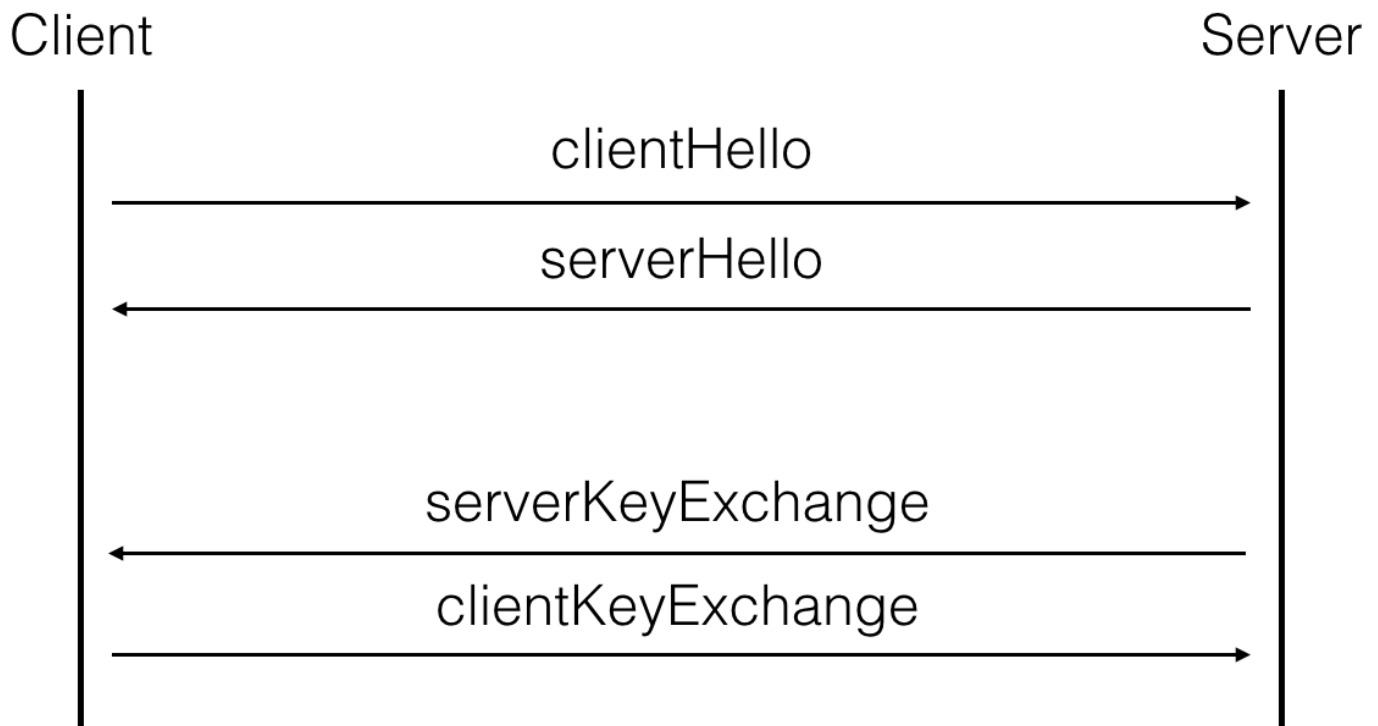 Client Server
clientHello
serverHello
serverKeyExchange
clientKeyExchange